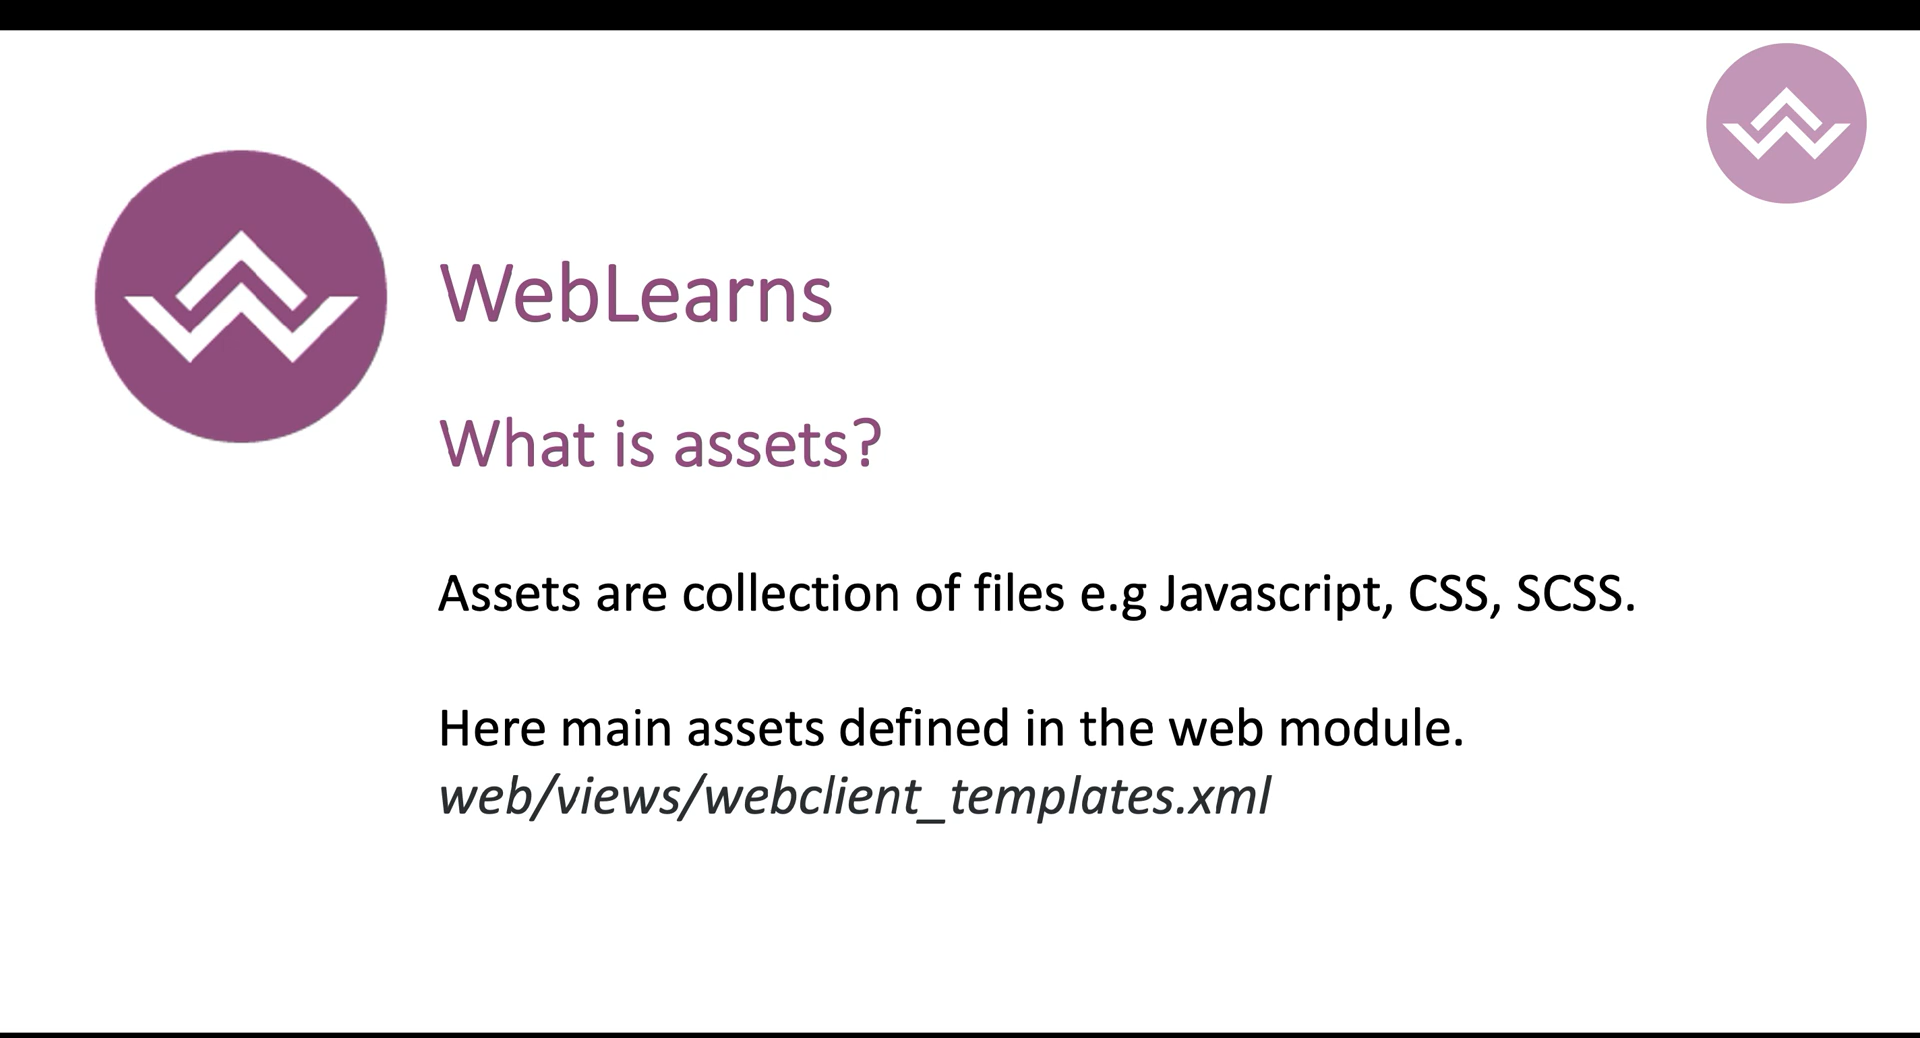 WebLearns
What is assets?
Assets are collection of files e.g Javascript, CSS, SCSS.
Here main assets defined in the web module.
web/views/webclient_templates.xml